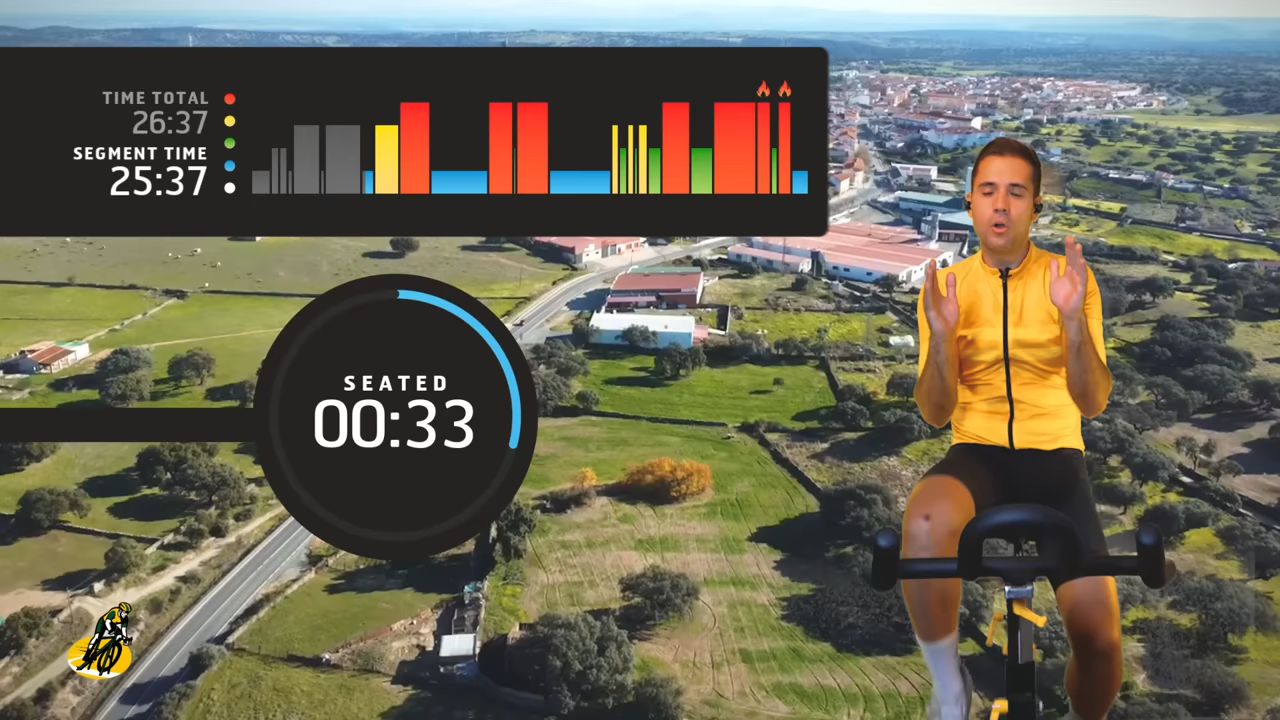 TIME TOTAL
26:37
SEGMENT TIME
25:37
SEATED
00:33